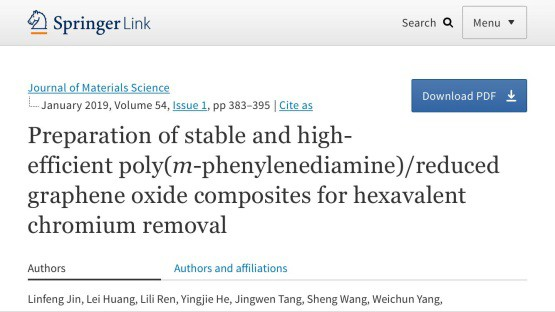 Springer Link
Search
Menu
Journal of Materials Science
January 2019, Volume 54, Issue 1, pp 383–395 | Cite as
Download PDF
Preparation of stable and high-
efficient poly(m-phenylenediamine)/reduced
graphene oxide composites for hexavalent
chromium removal
Authors
Authors and affiliations
Linfeng Jin, Lei Huang, Lili Ren, Yingjie He, Jingwen Tang, Sheng Wang, Weichun Yang,